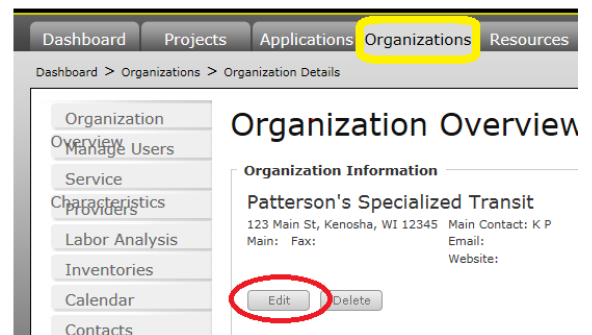 Dashboard Projects Applications Organizations Resources
Dashboard > Organizations > Organization Details
Organization
Overview
Manage Users
Service
Characteristics
Providers
Labor Analysis
Inventories
Calendar
Contacts
Organization Overview
Organization Information
Patterson's Specialized Transit
123 Main St, Kenosha, WI 12345 Main Contact: K P
Main: Fax: Email:
Website:
Edit Delete